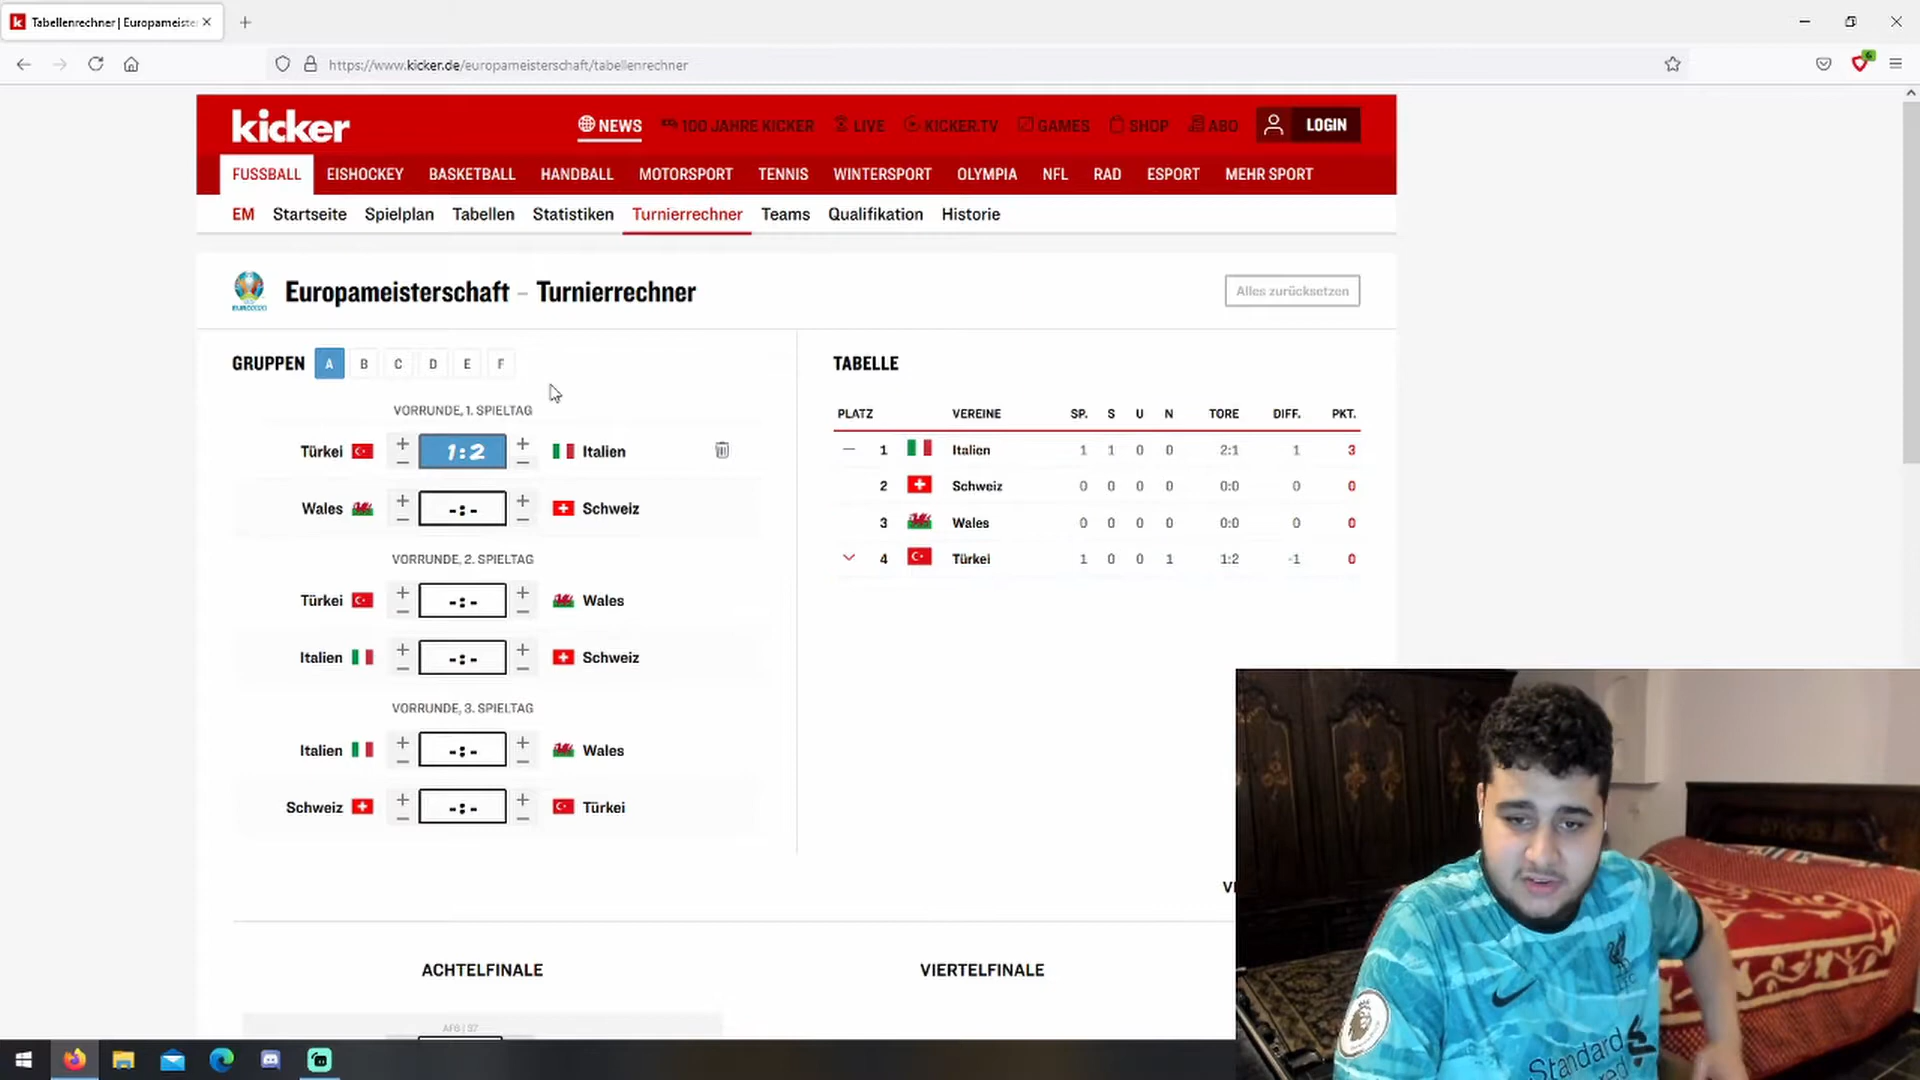 Tabellenrechner | Europameiste
https://www.kicker.de/europameisterschaft/tabellenrechner
6
kicker
NEWS 100 JAHRE KICKER LIVE KICKER.TV GAMES SHOP ABO LOGIN
FUSSBALL EISHOCKEY BASKETBALL HANDBALL MOTORSPORT TENNIS WINTERSPORT OLYMPIA NFL RAD ESPORT MEHR SPORT
EM Startseite Spielplan Tabellen Statistiken Turnierrechner Teams Qualifikation Historie
Europameisterschaft - Turnierrechner
Alles zurücksetzen
GRUPPEN A B C D E F
VORRUNDE, 1. SPIELTAG
Türkei + - 1:2 + - Italien
Wales + - -:- + - Schweiz
VORRUNDE, 2. SPIELTAG
Türkei + - -:- + - Wales
Italien + - -:- + - Schweiz
VORRUNDE, 3. SPIELTAG
Italien + - -:- + - Wales
Schweiz + - -:- + - Türkei
TABELLE
PLATZ VEREINE SP. S U N TORE DIFF. PKT.
1 Italien 1 1 0 0 2:1 1 3
2 Schweiz 0 0 0 0 0:0 0 0
3 Wales 0 0 0 0 0:0 0 0
4 Türkei 1 0 0 1 1:2 -1 0
ACHTELFINALE VIERTELFINALE
Standard